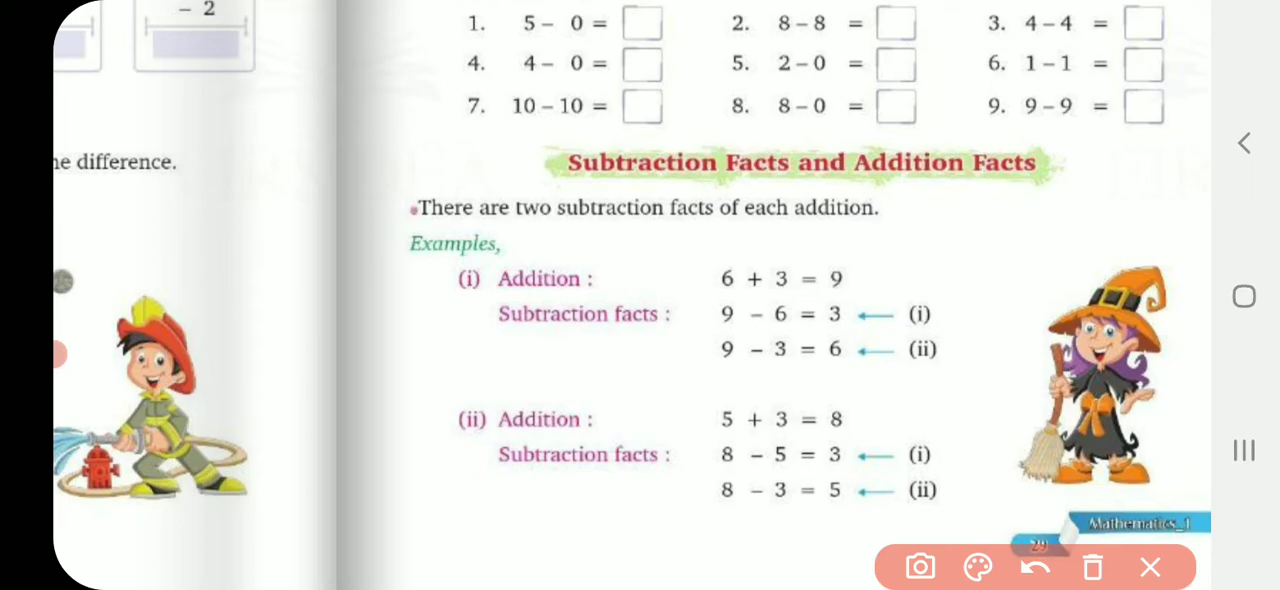 - 2
1. 5 - 0 =
2. 8 - 8 =
3. 4 - 4 =
4. 4 - 0 =
5. 2 - 0 =
6. 1 - 1 =
7. 10 - 10 =
8. 8 - 0 =
9. 9 - 9 =
he difference.
Subtraction Facts and Addition Facts
There are two subtraction facts of each addition.
Examples,
(i) Addition : 6 + 3 = 9
Subtraction facts : 9 - 6 = 3 ← (i)
9 - 3 = 6 ← (ii)
(ii) Addition : 5 + 3 = 8
Subtraction facts : 8 - 5 = 3 ← (i)
8 - 3 = 5 ← (ii)
Mathematics_1
29